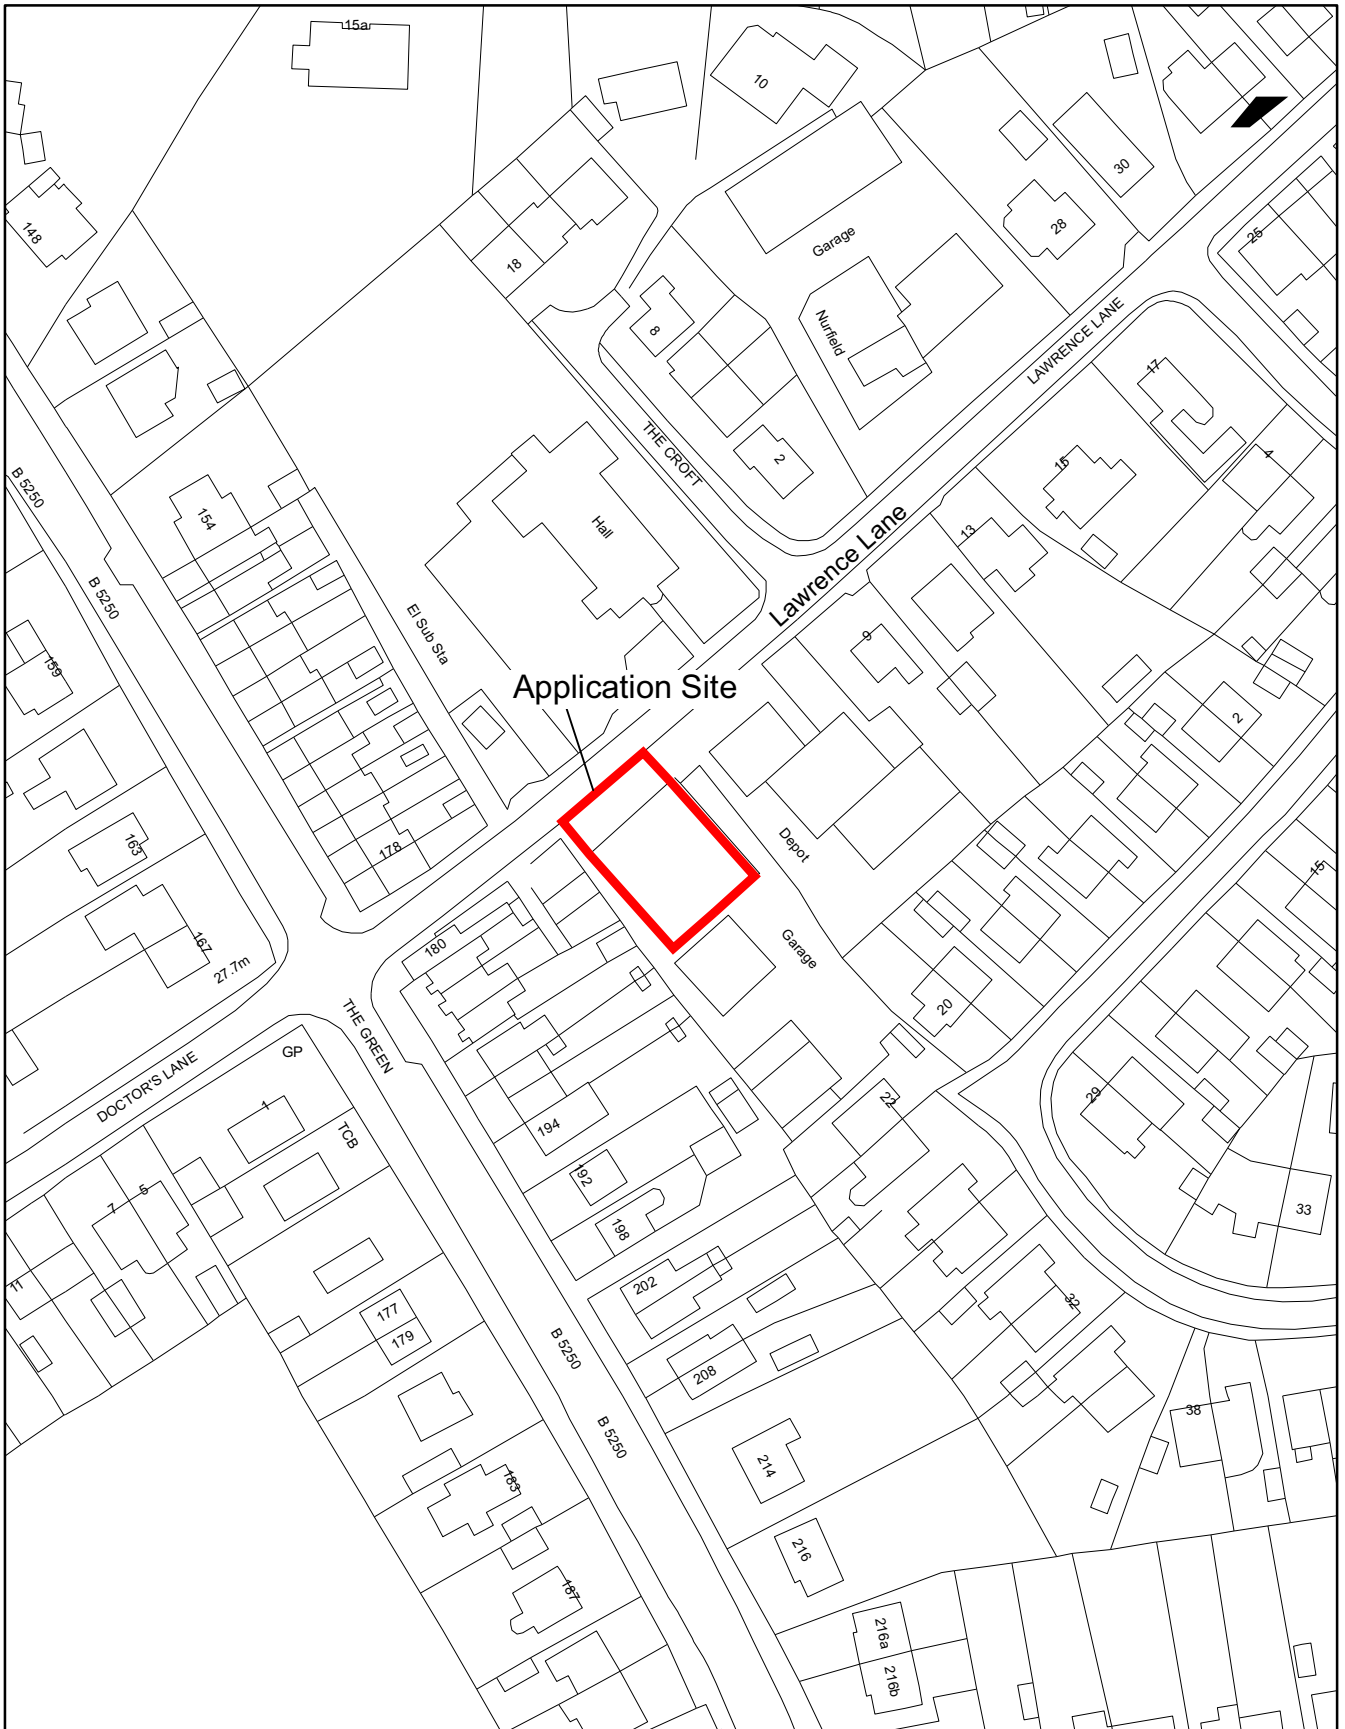 15a
10
30
148
28
25
Garage
18
8
Nurfield
LAWRENCE LANE
17
THE CROFT
2
15
4
B 5250
154
Hall
Lawrence Lane
13
B 5250
El Sub Sta
9
159
Application Site
2
163
178
Depot
15
167
180
Garage
27.7m
20
THE GREEN
GP
DOCTOR'S LANE
1
TCB
194
22
29
192
5
7
198
33
11
202
177
179
32
B 5250
208
38
B 5250
214
183
216
187
216a
216b